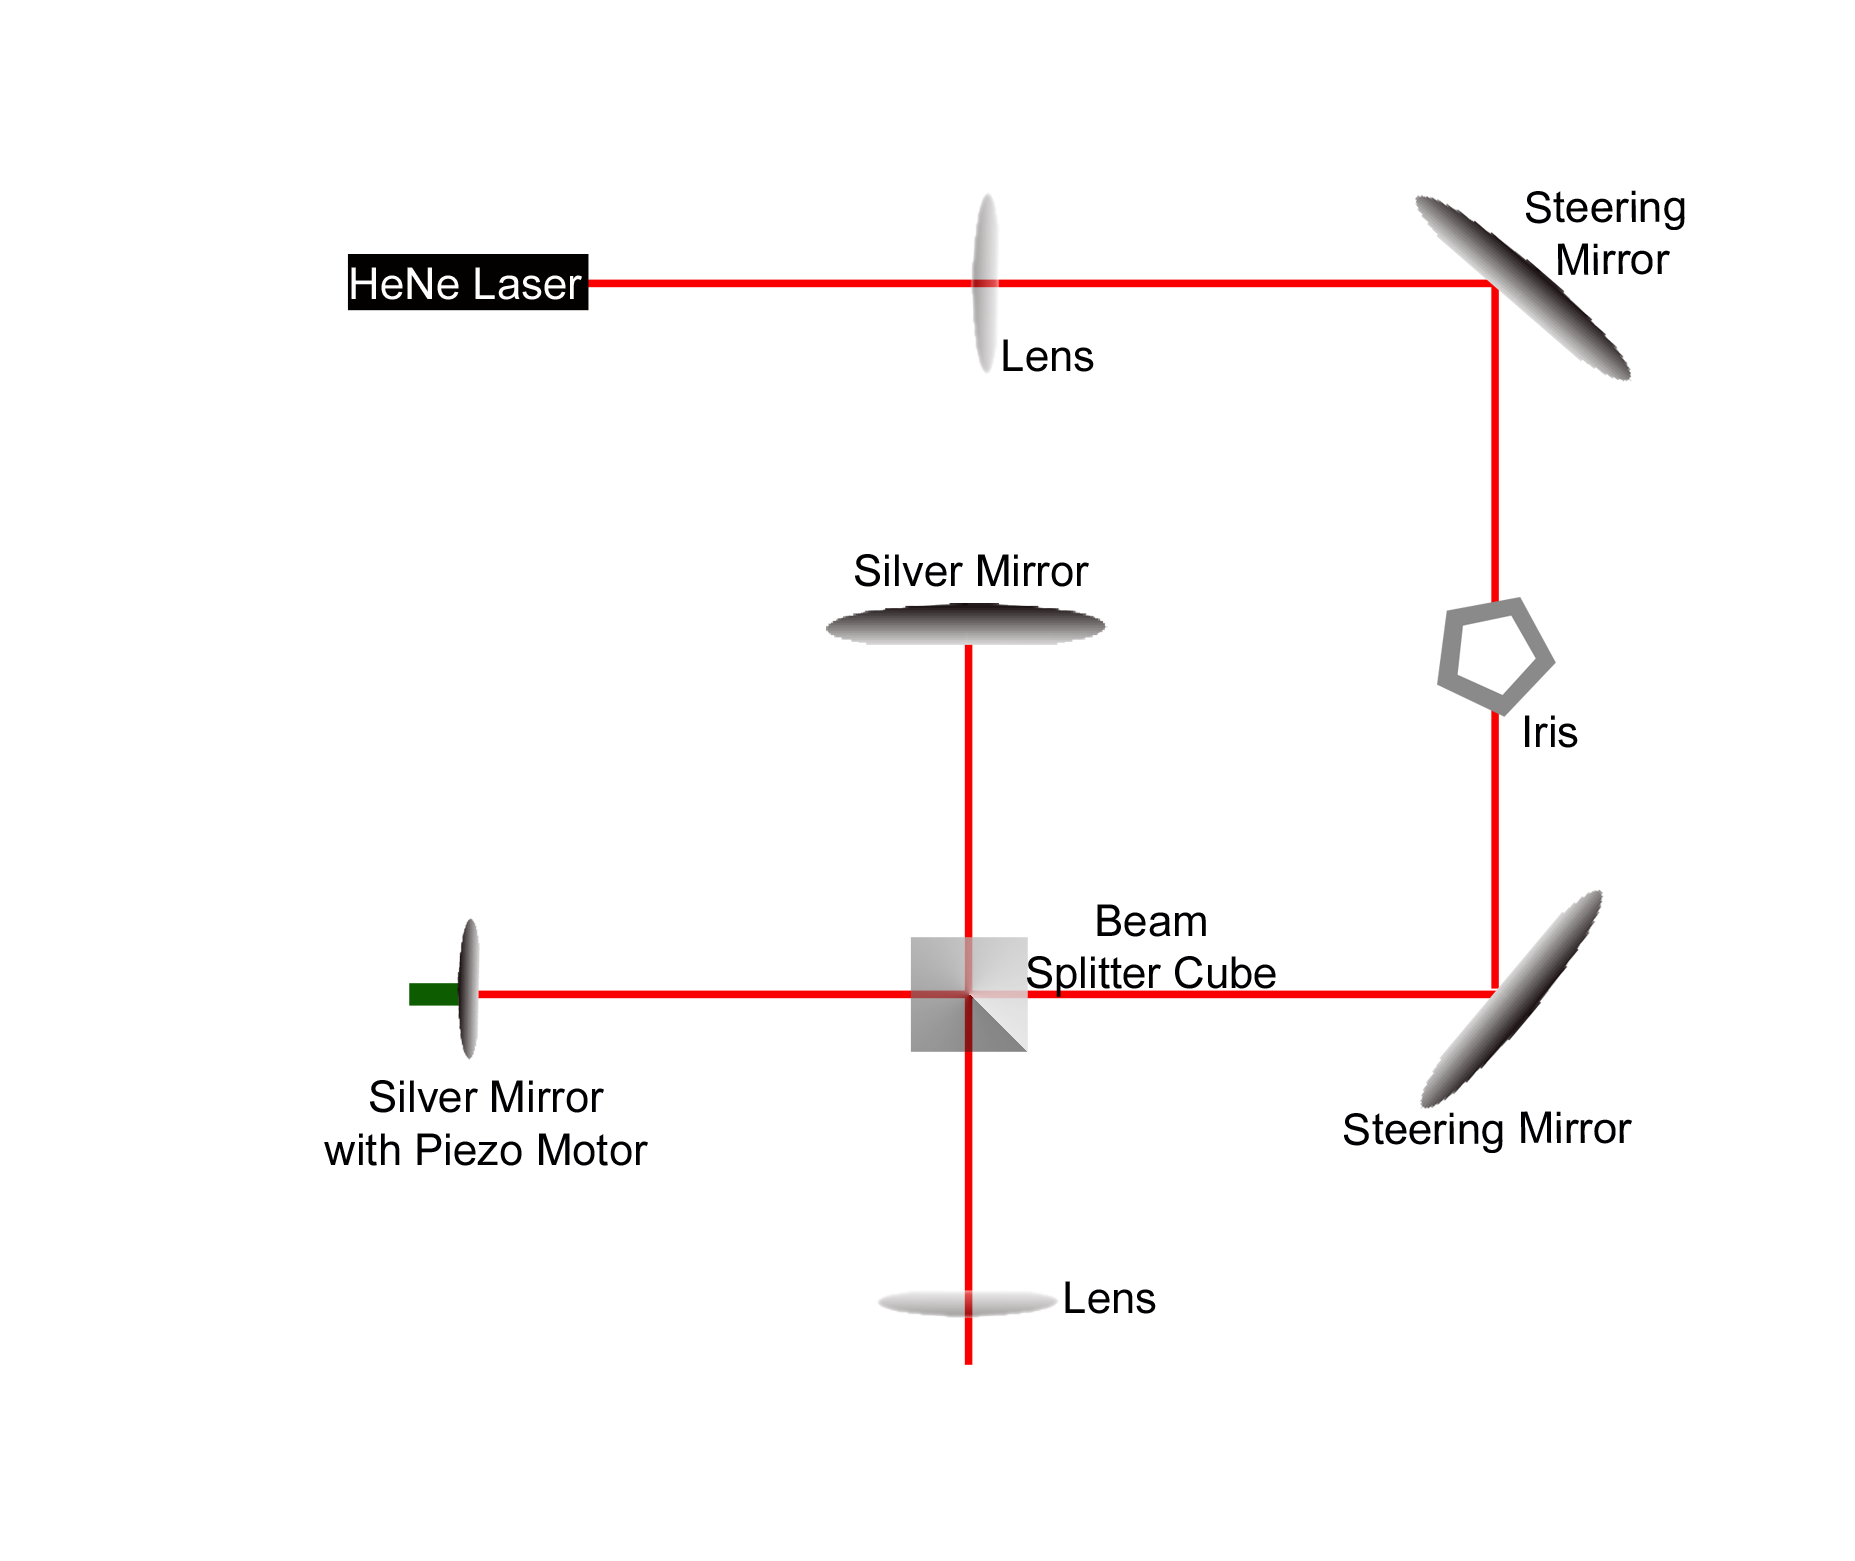 Steering
Mirror
HeNe Laser
Lens
Silver Mirror
Iris
Beam
Splitter Cube
Silver Mirror
with Piezo Motor
Steering Mirror
Lens